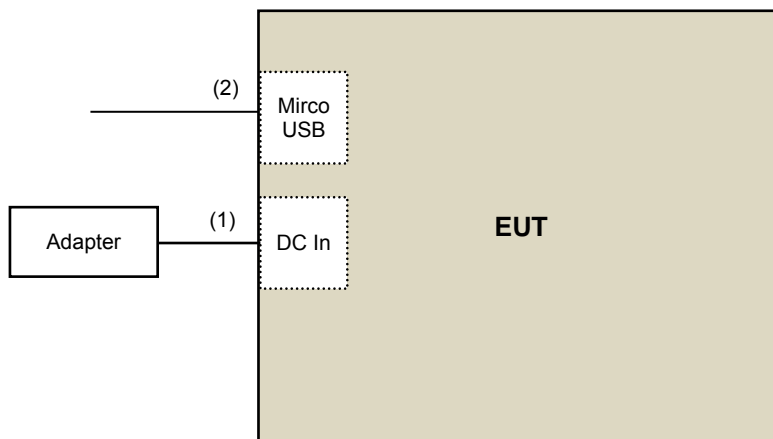 (2)
Mirco
USB
Adapter
(1)
DC In
EUT